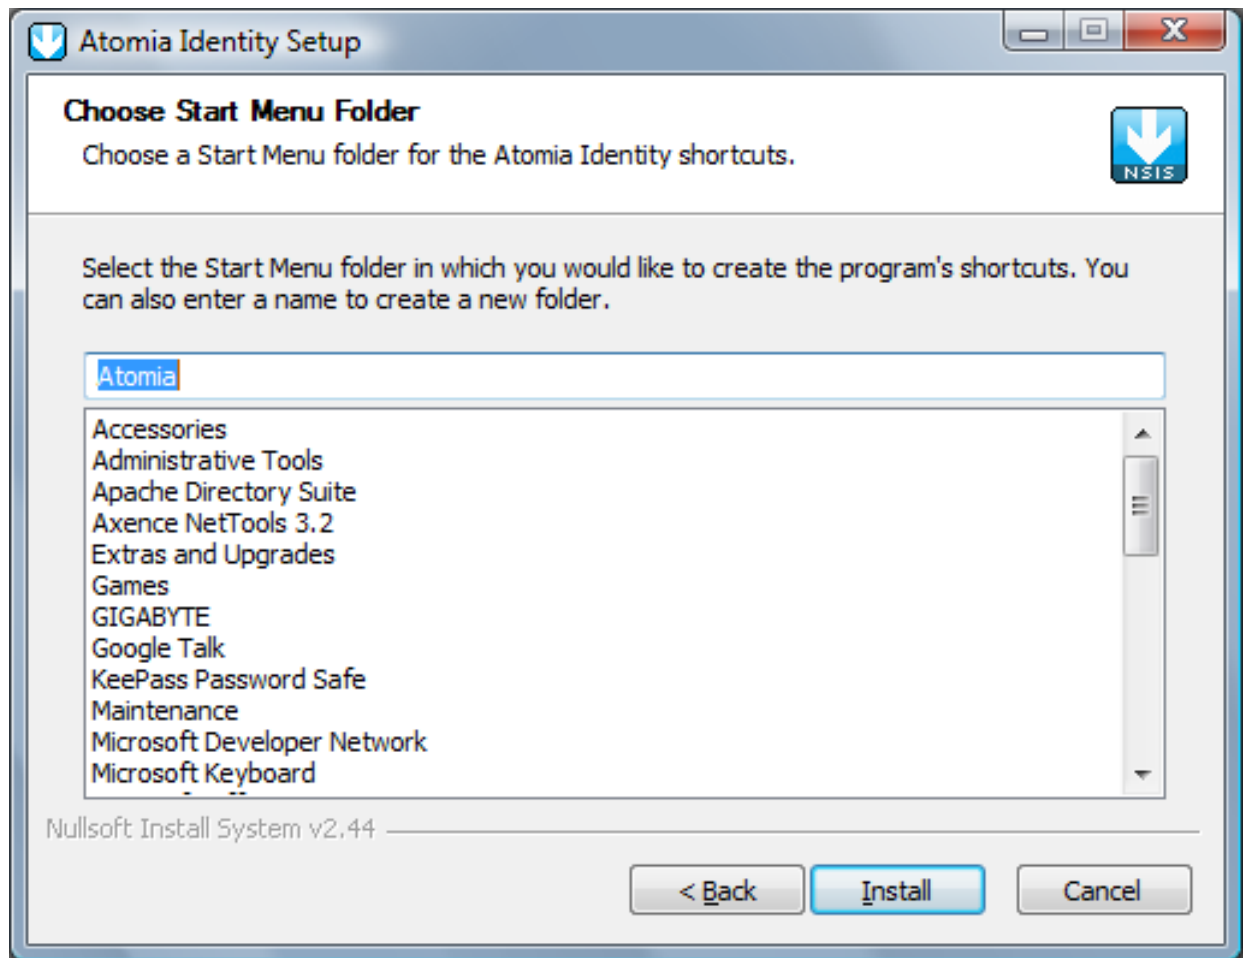 Atomia Identity Setup
Choose Start Menu Folder
Choose a Start Menu folder for the Atomia Identity shortcuts.
NSIS
Select the Start Menu folder in which you would like to create the program's shortcuts. You
can also enter a name to create a new folder.
Atomia
Accessories
Administrative Tools
Apache Directory Suite
Axence NetTools 3.2
Extras and Upgrades
Games
GIGABYTE
Google Talk
KeePass Password Safe
Maintenance
Microsoft Developer Network
Microsoft Keyboard
Nullsoft Install System v2.44
< Back
Install
Cancel